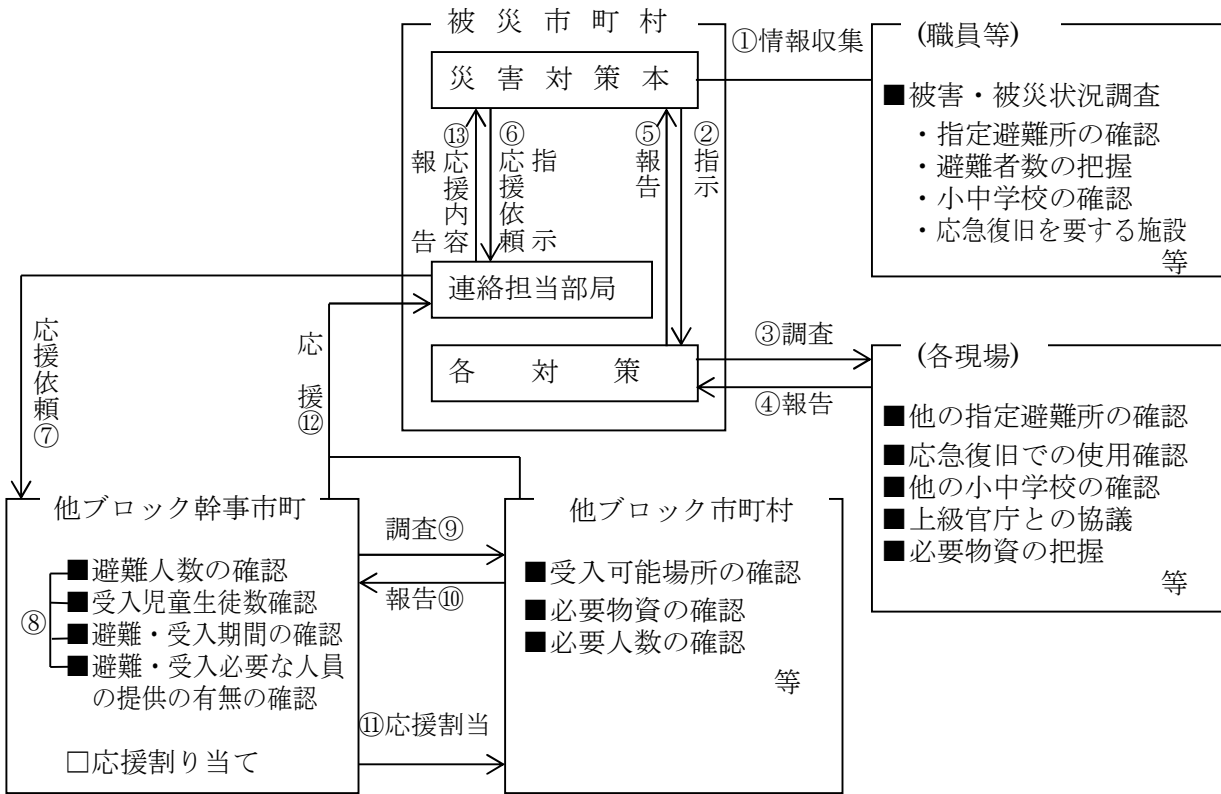 被災市町村
災害対策本
⑬応援内容
報告
⑥応援依頼
指示
⑤報告
②指示
連絡担当部局
各対策
①情報収集
(職員等)
■被害・被災状況調査
・指定避難所の確認
・避難者数の把握
・小中学校の確認
・応急復旧を要する施設
等
③調査
④報告
(各現場)
■他の指定避難所の確認
■応急復旧での使用確認
■他の小中学校の確認
■上級官庁との協議
■必要物資の把握
等
応援依頼⑦
応援⑫
他ブロック幹事市町
■避難人数の確認
■受入児童生徒数確認
⑧
■避難・受入期間の確認
■避難・受入必要な人員
の提供の有無の確認
□応援割り当て
調査⑨
報告⑩
⑪応援割当
他ブロック市町村
■受入可能場所の確認
■必要物資の確認
■必要人数の確認
等